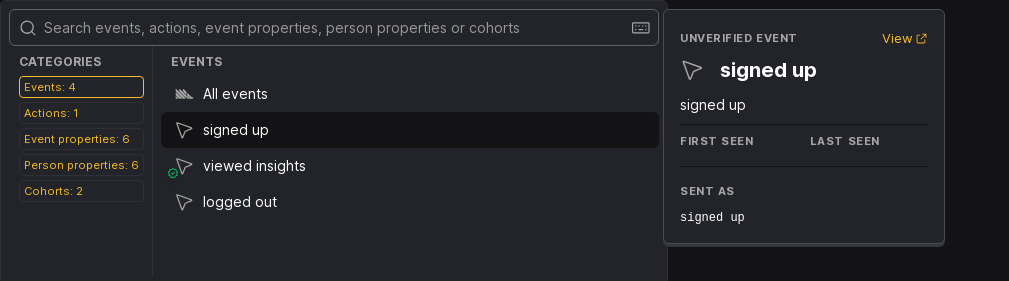 Search events, actions, event properties, person properties or cohorts
CATEGORIES
Events: 4
Actions: 1
Event properties: 6
Person properties: 6
Cohorts: 2
EVENTS
All events
signed up
viewed insights
logged out
UNVERIFIED EVENT
View
signed up
signed up
FIRST SEEN LAST SEEN
SENT AS
signed up